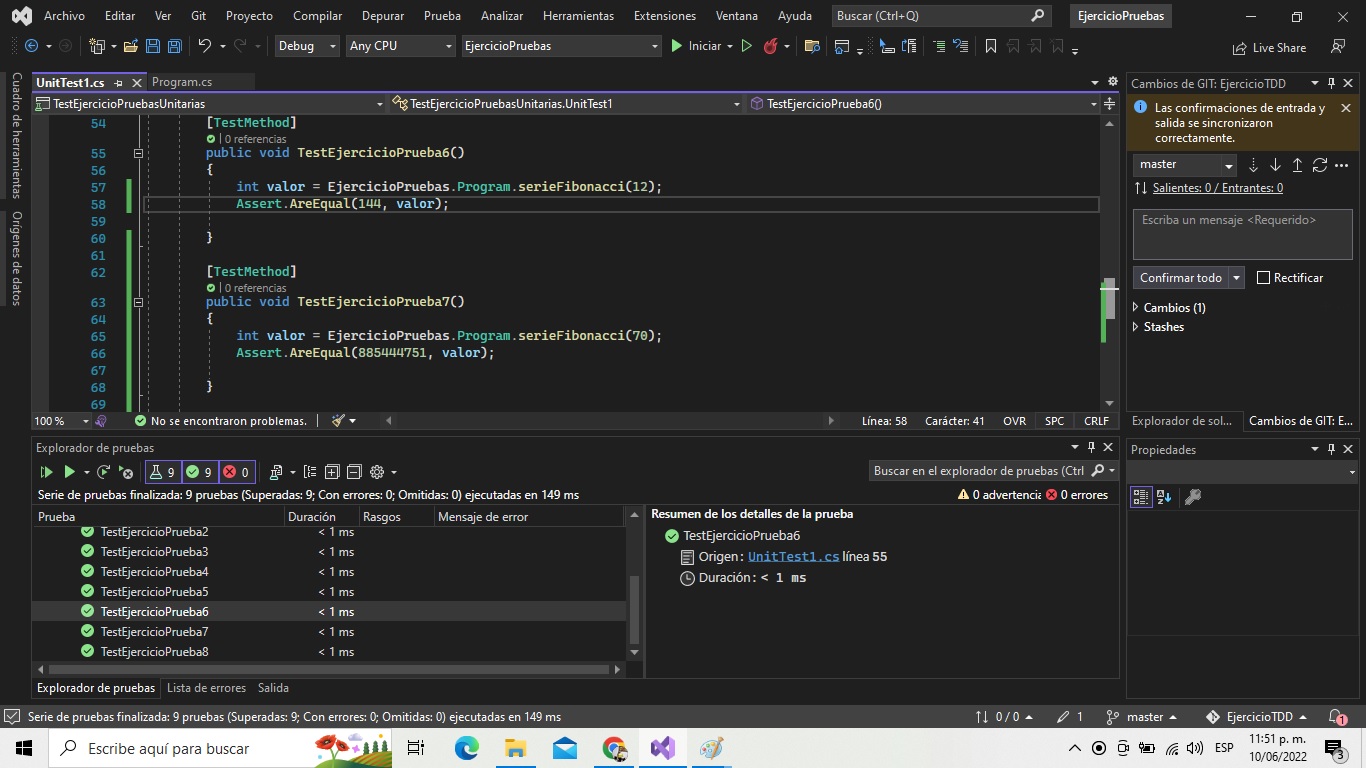 Archivo Editar Ver Git Proyecto Compilar Depurar Prueba Analizar Herramientas Extensiones Ventana Ayuda Buscar (Ctrl+Q) EjercicioPruebas
Debug Any CPU EjercicioPruebas Iniciar Live Share
Cuadro de herramientas
Orígenes de datos
UnitTest1.cs Program.cs
TestEjercicioPruebasUnitarias TestEjercicioPruebasUnitarias.UnitTest1 TestEjercicioPrueba6()
54 [TestMethod]
| 0 referencias
55 public void TestEjercicioPrueba6()
56 {
57 int valor = EjercicioPruebas.Program.serieFibonacci(12);
58 Assert.AreEqual(144, valor);
59
60 }
61
62 [TestMethod]
| 0 referencias
63 public void TestEjercicioPrueba7()
64 {
65 int valor = EjercicioPruebas.Program.serieFibonacci(70);
66 Assert.AreEqual(885444751, valor);
67
68 }
69
100 % No se encontraron problemas. Línea: 58 Carácter: 41 OVR SPC CRLF
Cambios de GIT: EjercicioTDD
Las confirmaciones de entrada y
salida se sincronizaron
correctamente.
master
Salientes: 0 / Entrantes: 0
Escriba un mensaje <Requerido>
Confirmar todo Rectificar
Cambios (1)
Stashes
Explorador de sol... Cambios de GIT: E...
Explorador de pruebas
9 9 0
Buscar en el explorador de pruebas (Ctrl
Serie de pruebas finalizada: 9 pruebas (Superadas: 9; Con errores: 0; Omitidas: 0) ejecutadas en 149 ms
0 advertencia 0 errores
Prueba Duración Rasgos Mensaje de error
TestEjercicioPrueba2 < 1 ms
TestEjercicioPrueba3 < 1 ms
TestEjercicioPrueba4 < 1 ms
TestEjercicioPrueba5 < 1 ms
TestEjercicioPrueba6 < 1 ms
TestEjercicioPrueba7 < 1 ms
TestEjercicioPrueba8 < 1 ms
Resumen de los detalles de la prueba
TestEjercicioPrueba6
Origen: UnitTest1.cs línea 55
Duración: < 1 ms
Propiedades
Explorador de pruebas Lista de errores Salida
Serie de pruebas finalizada: 9 pruebas (Superadas: 9; Con errores: 0; Omitidas: 0) ejecutadas en 149 ms
0 / 0 1 master EjercicioTDD 1
Escribe aquí para buscar
ESP
11:51 p. m.
10/06/2022
3